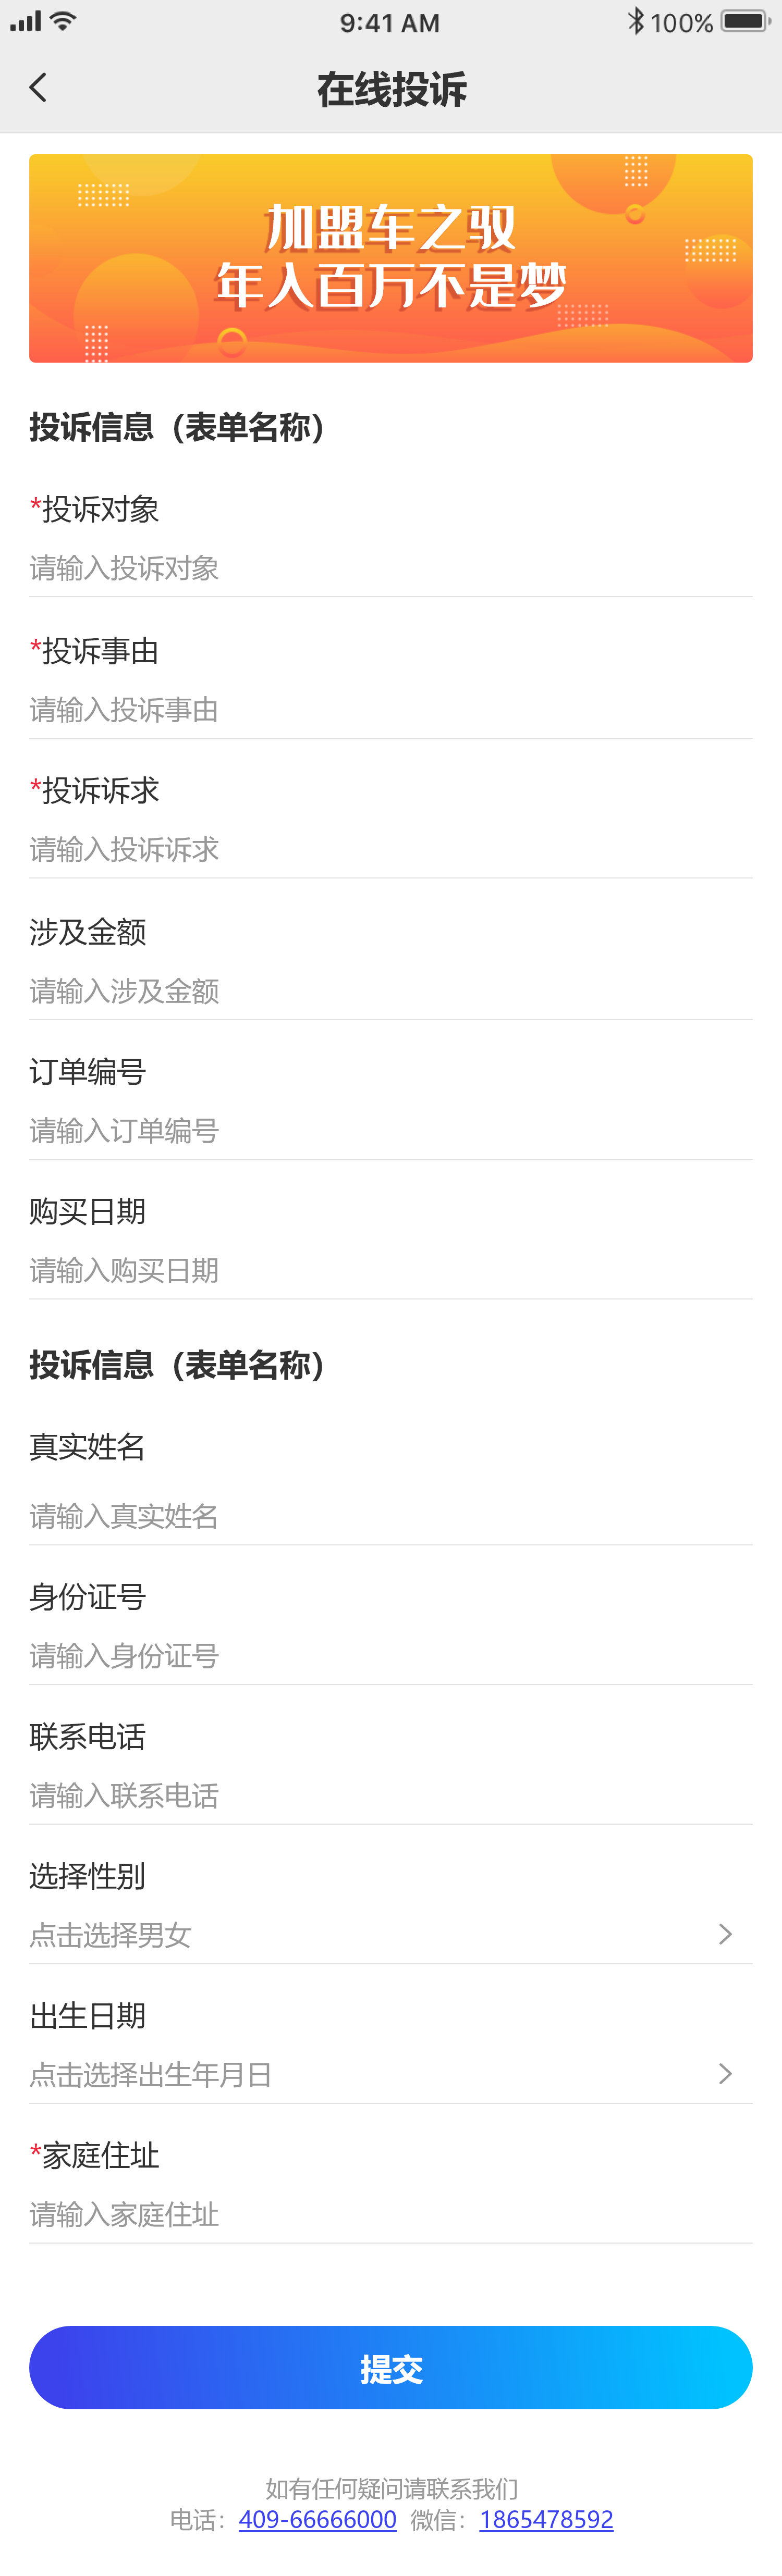 9:41 AM
100%
在线投诉
加盟车之驭
年入百万不是梦
投诉信息（表单名称）
*投诉对象
请输入投诉对象
*投诉事由
请输入投诉事由
*投诉诉求
请输入投诉诉求
涉及金额
请输入涉及金额
订单编号
请输入订单编号
购买日期
请输入购买日期
投诉信息（表单名称）
真实姓名
请输入真实姓名
身份证号
请输入身份证号
联系电话
请输入联系电话
选择性别
点击选择男女
出生日期
点击选择出生年月日
*家庭住址
请输入家庭住址
提交
如有任何疑问请联系我们
电话：409-66666000 微信：1865478592